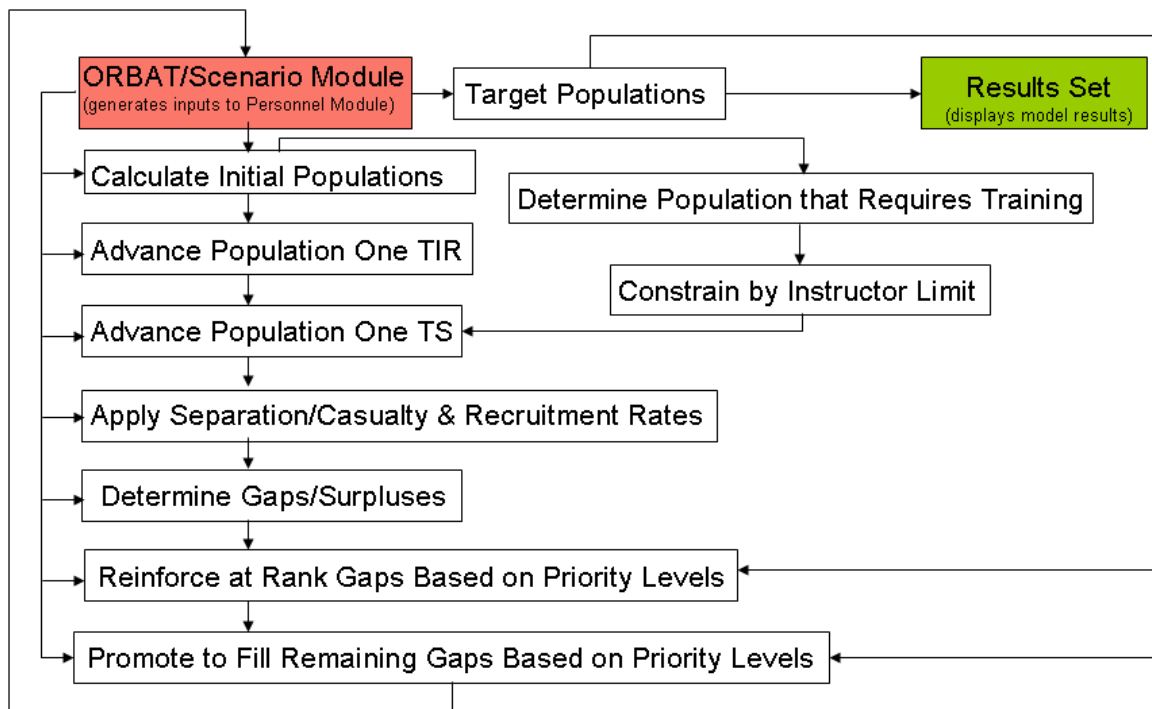 ORBAT/Scenario Module
(generates inputs to Personnel Module)
Target Populations
Results Set
(displays model results)
Calculate Initial Populations
Determine Population that Requires Training
Advance Population One TIR
Constrain by Instructor Limit
Advance Population One TS
Apply Separation/Casualty & Recruitment Rates
Determine Gaps/Surpluses
Reinforce at Rank Gaps Based on Priority Levels
Promote to Fill Remaining Gaps Based on Priority Levels